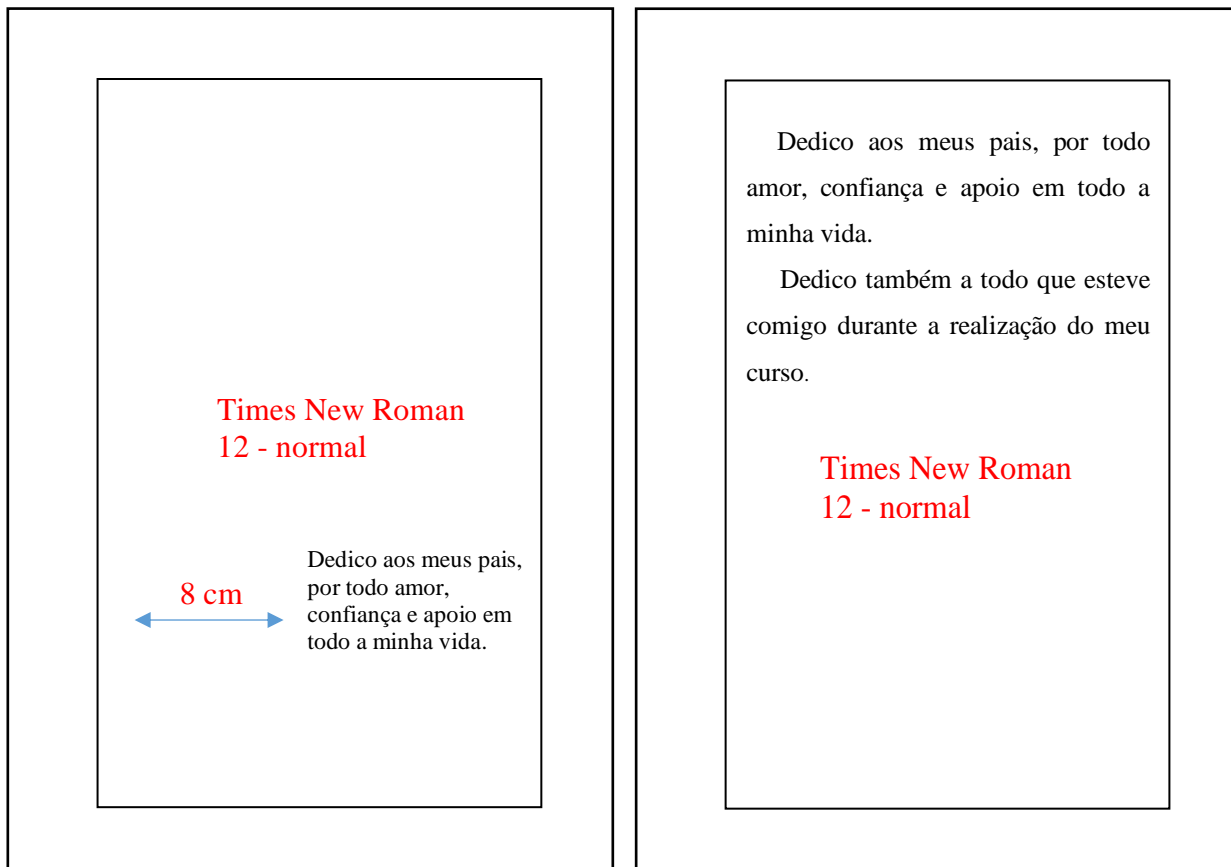 Times New Roman
12 - normal
8 cm
Dedico aos meus pais,
por todo amor,
confiança e apoio em
todo a minha vida.
Dedico aos meus pais, por todo
amor, confiança e apoio em todo a
minha vida.
Dedico também a todo que esteve
comigo durante a realização do meu
curso.
Times New Roman
12 - normal